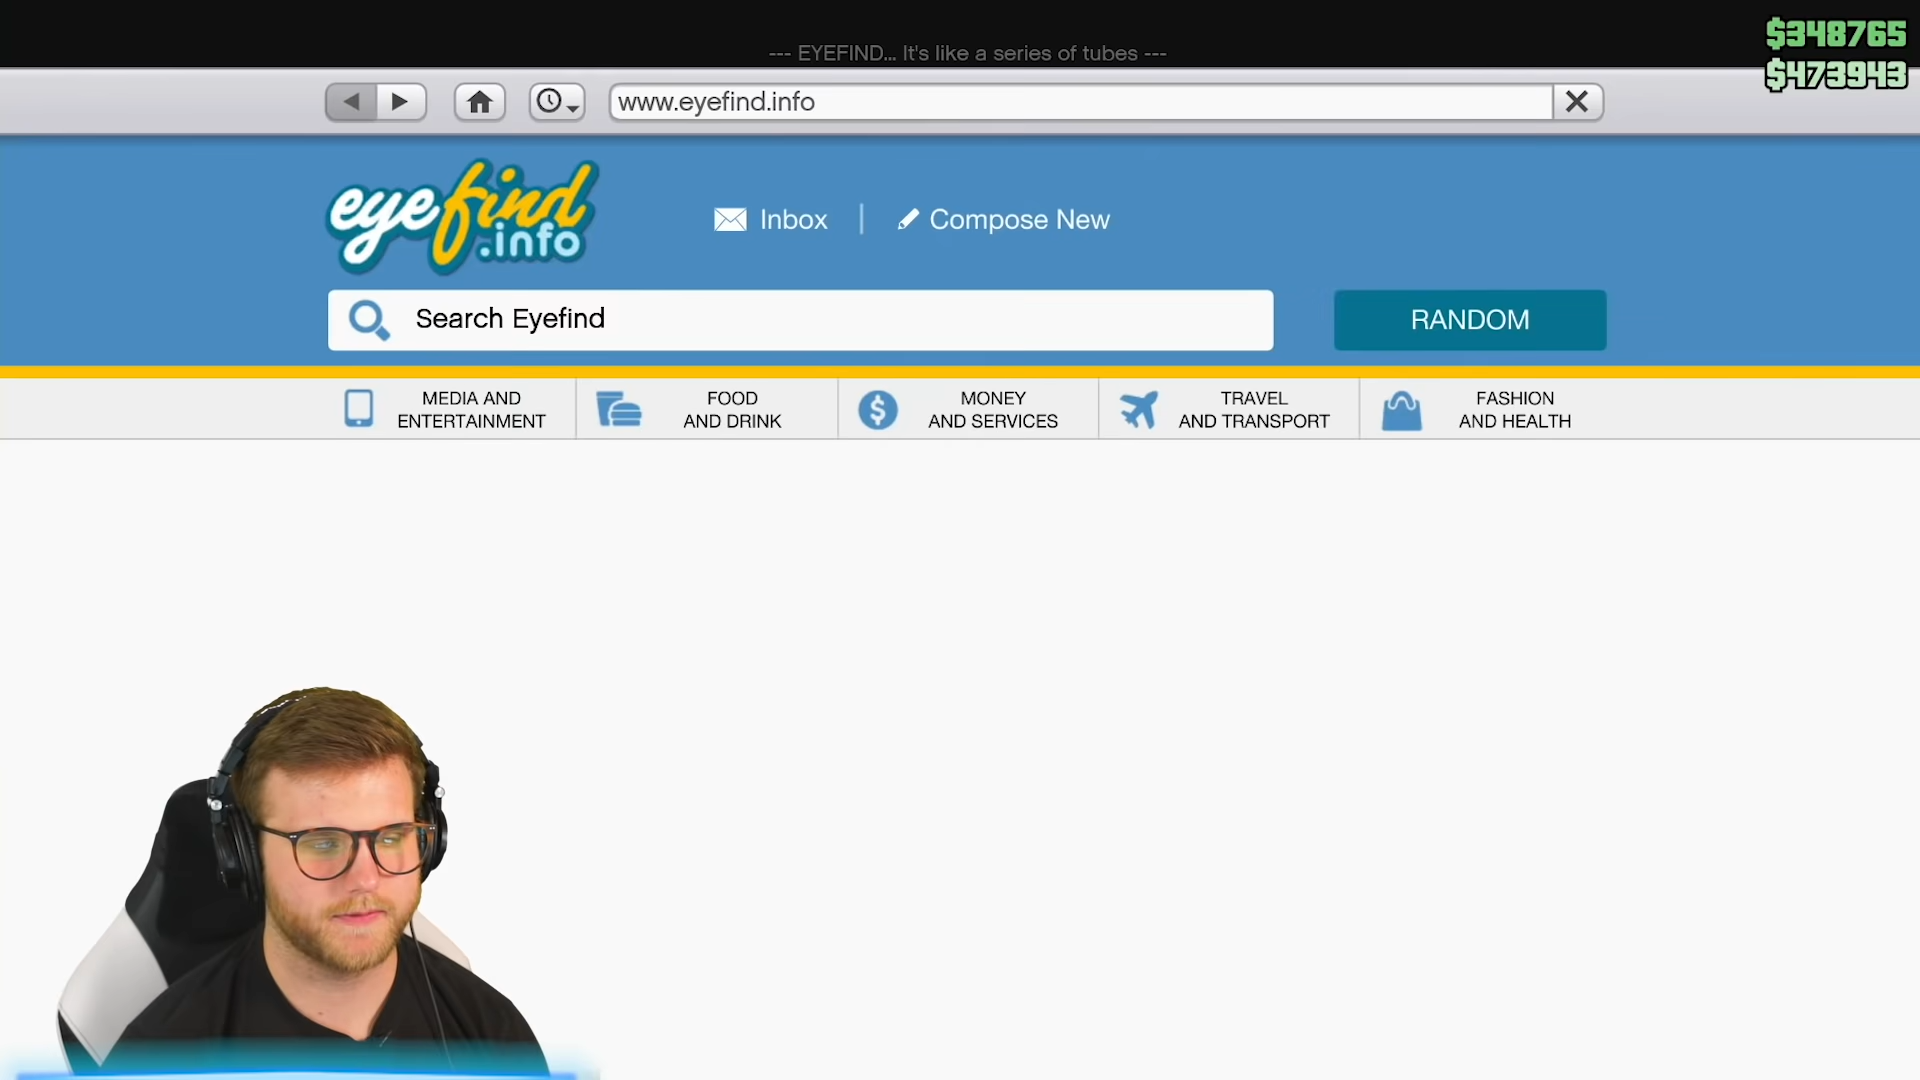 --- EYEFIND... It's like a series of tubes ---
$348765
$473943
www.eyefind.info
eyefind
.info
Inbox
Compose New
Search Eyefind
RANDOM
MEDIA AND
ENTERTAINMENT
FOOD
AND DRINK
MONEY
AND SERVICES
TRAVEL
AND TRANSPORT
FASHION
AND HEALTH